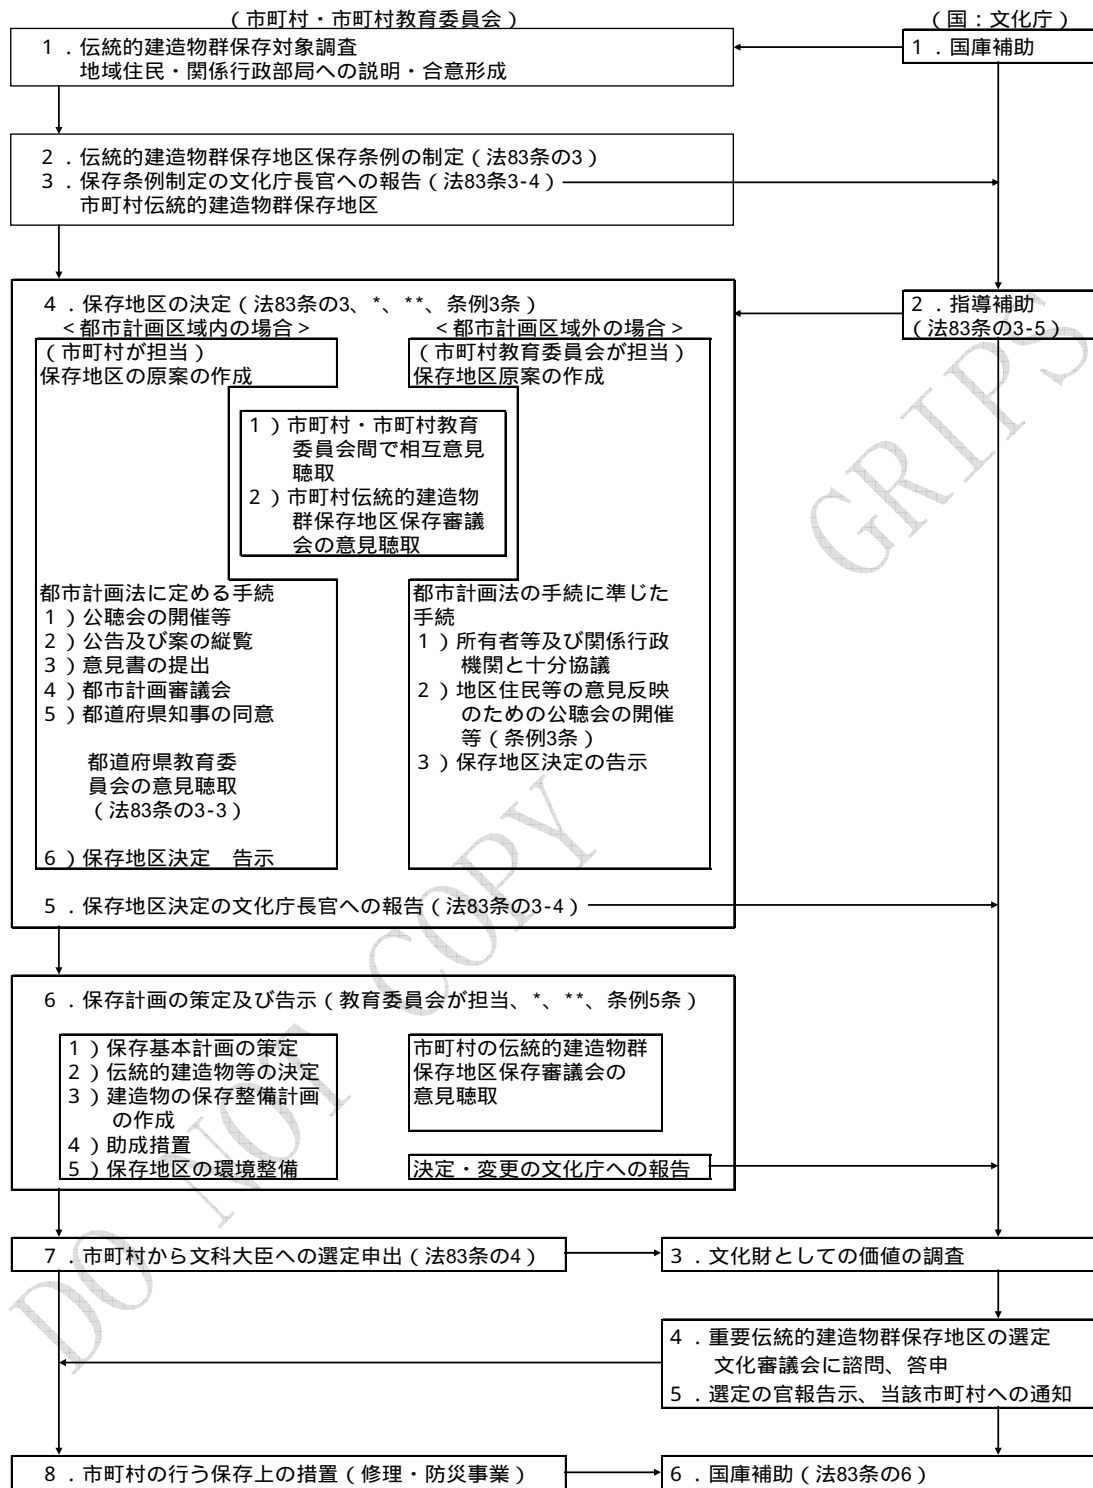 （市町村・市町村教育委員会）
（国：文化庁）
１．伝統的建造物群保存対象調査
地域住民・関係行政部局への説明・合意形成
１．国庫補助
２．伝統的建造物群保存地区保存条例の制定（法83条の3）
３．保存条例制定の文化庁長官への報告（法83条3-4）
市町村伝統的建造物群保存地区
４．保存地区の決定（法83条の3、*、**、条例3条）
＜都市計画区域内の場合＞
（市町村が担当）
保存地区の原案の作成
＜都市計画区域外の場合＞
（市町村教育委員会が担当）
保存地区原案の作成
２．指導補助
（法83条の3-5）
１）市町村・市町村教育
委員会間で相互意見
聴取
２）市町村伝統的建造物
群保存地区保存審議
会の意見聴取
都市計画法に定める手続
１）公聴会の開催等
２）公告及び案の縦覧
３）意見書の提出
４）都市計画審議会
５）都道府県知事の同意
都道府県教育委
員会の意見聴取
（法83条の3-3）
６）保存地区決定　告示
都市計画法の手続に準じた
手続
１）所有者等及び関係行政
機関と十分協議
２）地区住民等の意見反映
のための公聴会の開催
等（条例3条）
３）保存地区決定の告示
５．保存地区決定の文化庁長官への報告（法83条の3-4）
６．保存計画の策定及び告示（教育委員会が担当、*、**、条例5条）
１）保存基本計画の策定
２）伝統的建造物等の決定
３）建造物の保存整備計画
の作成
４）助成措置
５）保存地区の環境整備
市町村の伝統的建造物群
保存地区保存審議会の
意見聴取
決定・変更の文化庁への報告
７．市町村から文科大臣への選定申出（法83条の4）
３．文化財としての価値の調査
４．重要伝統的建造物群保存地区の選定
文化審議会に諮問、答申
５．選定の官報告示、当該市町村への通知
８．市町村の行う保存上の措置（修理・防災事業）
６．国庫補助（法83条の6）
DO NOT COPY
GRIPS